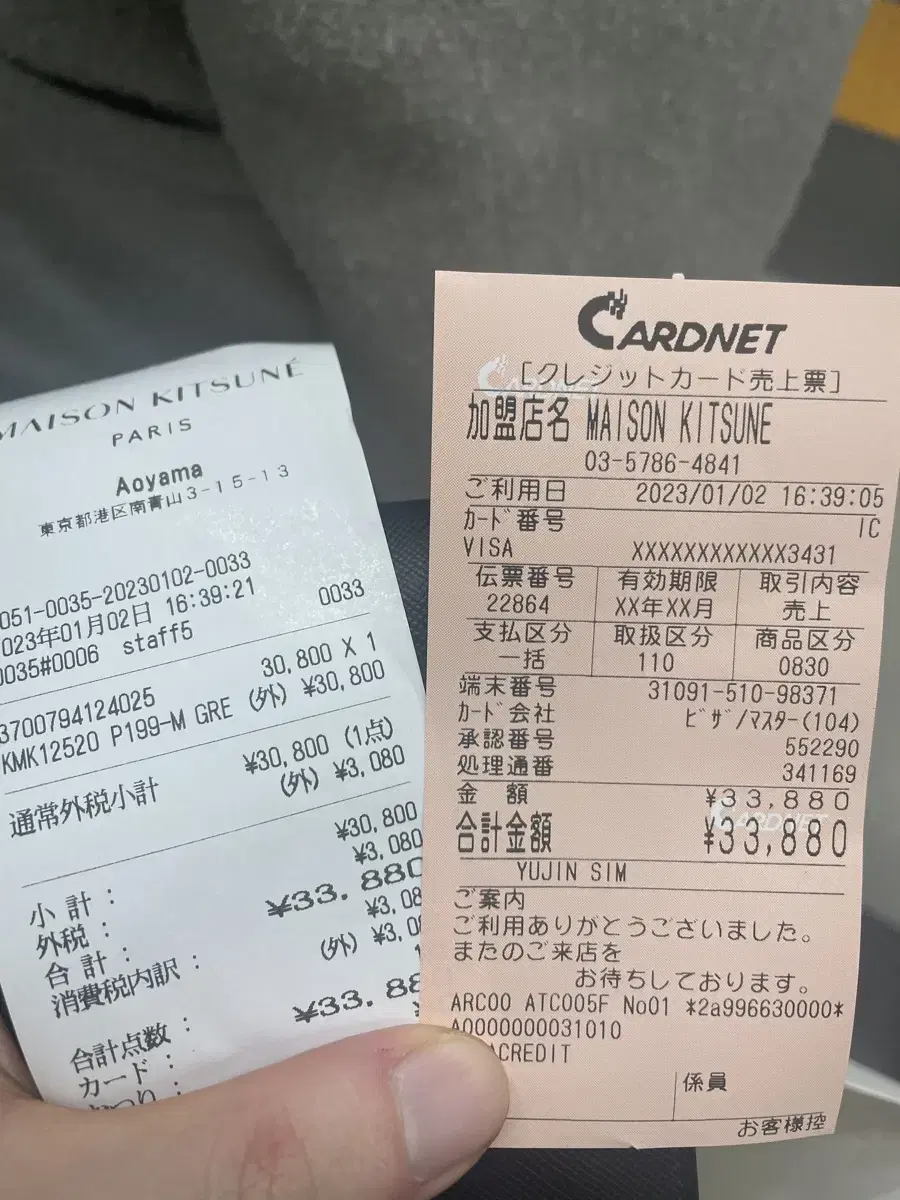 MAISON KITSUNÉ
PARIS
Aoyama
東京都港区南青山3-15-13
051-0035-20230102-0033
023年01月02日 16:39:21 0033
0035#0006 staff5
30,800 X 1
3700794124025
KMK12520 P199-M GRE (外) ¥30,800
¥30,800 (1点)
通常外税小計 (外) ¥3,080
小計: ¥30,800
外税: ¥3,080
合計: ¥33,880
消費税内訳: ¥3,08
(外) ¥3,0
合計点数: 1
カード: ¥33,88
CARDNET
[クレジットカード売上票]
加盟店名 MAISON KITSUNE
03-5786-4841
ご利用日 2023/01/02 16:39:05
カード番号 IC
VISA XXXXXXXXXXXX3431
伝票番号 有効期限 取引内容
22864 XX年XX月 売上
支払区分 取扱区分 商品区分
一括 110 0830
端末番号 31091-510-98371
カード会社 ビザ/マスター(104)
承認番号 552290
処理通番 341169
金 額 ¥33,880
合計金額 ¥33,880
YUJIN SIM
ご案内
ご利用ありがとうございました。
またのご来店を
お待ちしております。
ARC00 ATC005F No01 *2a996630000*
A0000000031010
ACREDIT
係員
お客様控